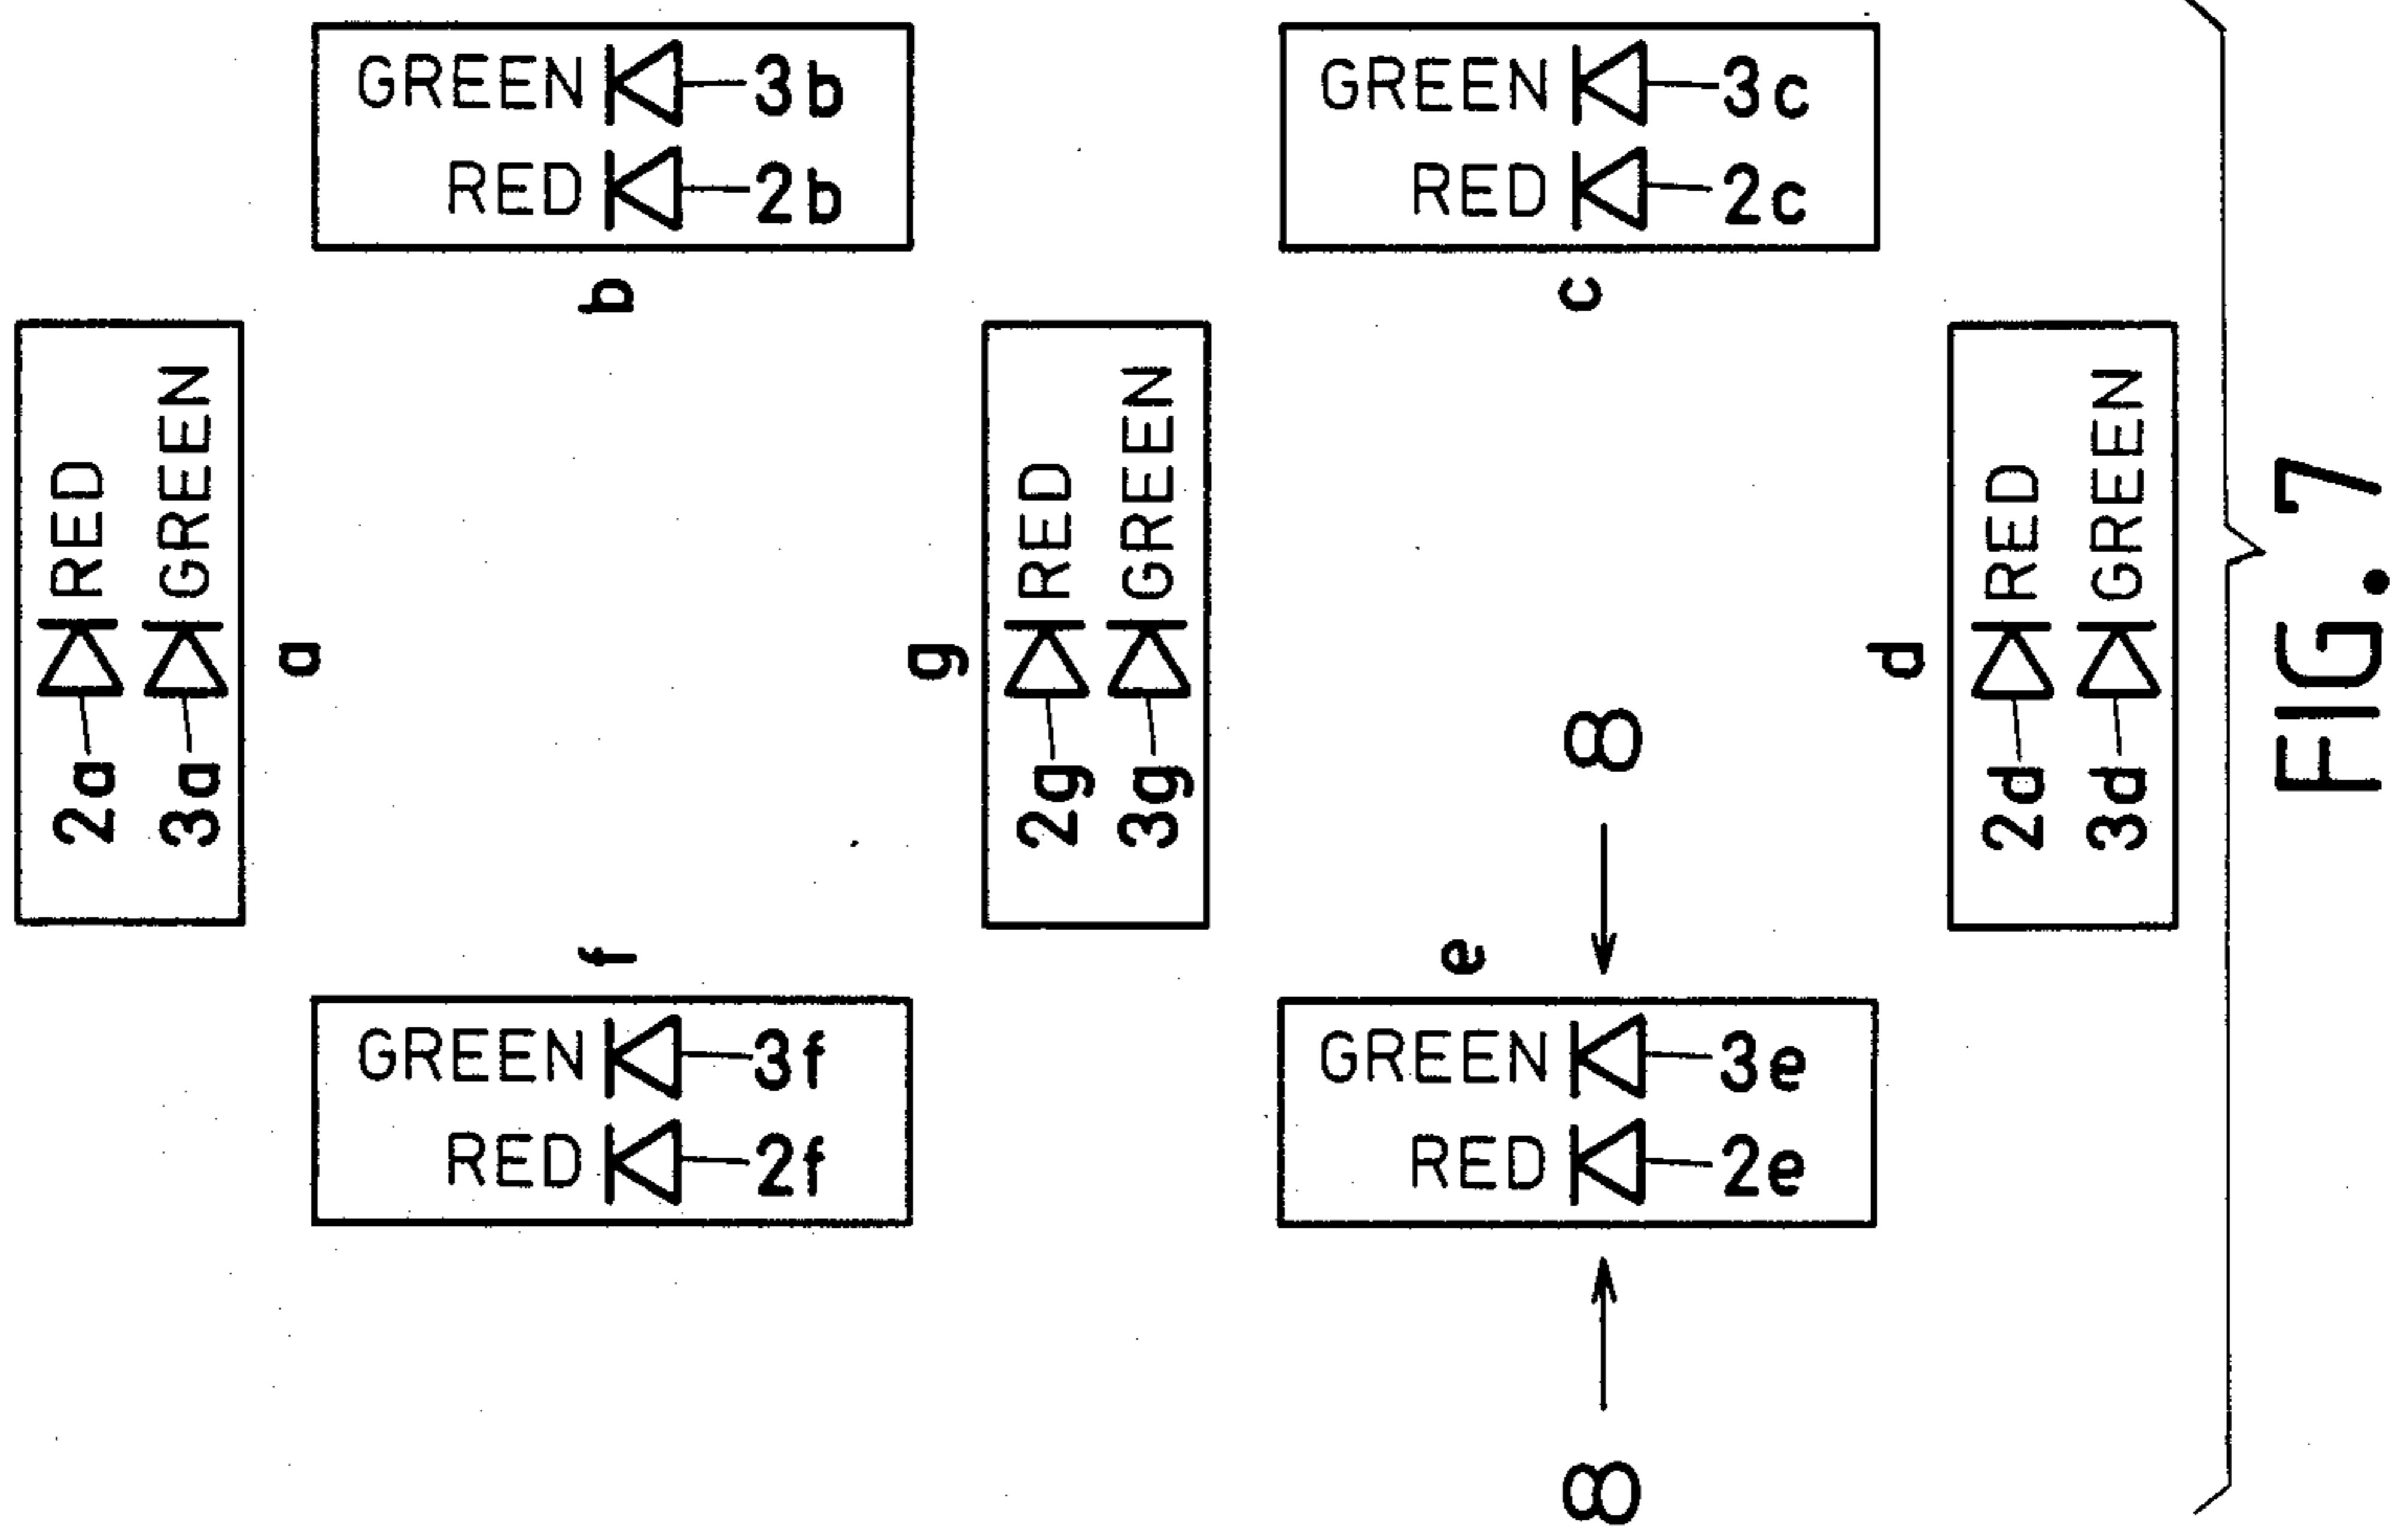 2a RED
3a GREEN
a
GREEN 3f
RED 2f
f
GREEN 3b
RED 2b
b
g
2g RED
3g GREEN
GREEN 3e
RED 2e
e
8
8
GREEN 3c
RED 2c
c
d
2d RED
3d GREEN
FIG. 7